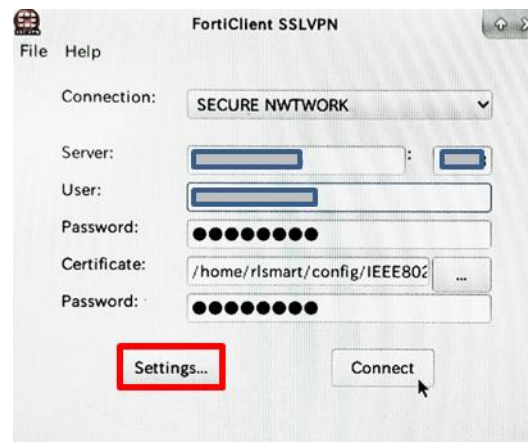 FortiClient SSLVPN
File Help
Connection: SECURE NWTWORK
Server: :
User:
Password: ●●●●●●●●
Certificate: /home/rlsmart/config/IEEE802 ...
Password: ●●●●●●●●
Settings... Connect